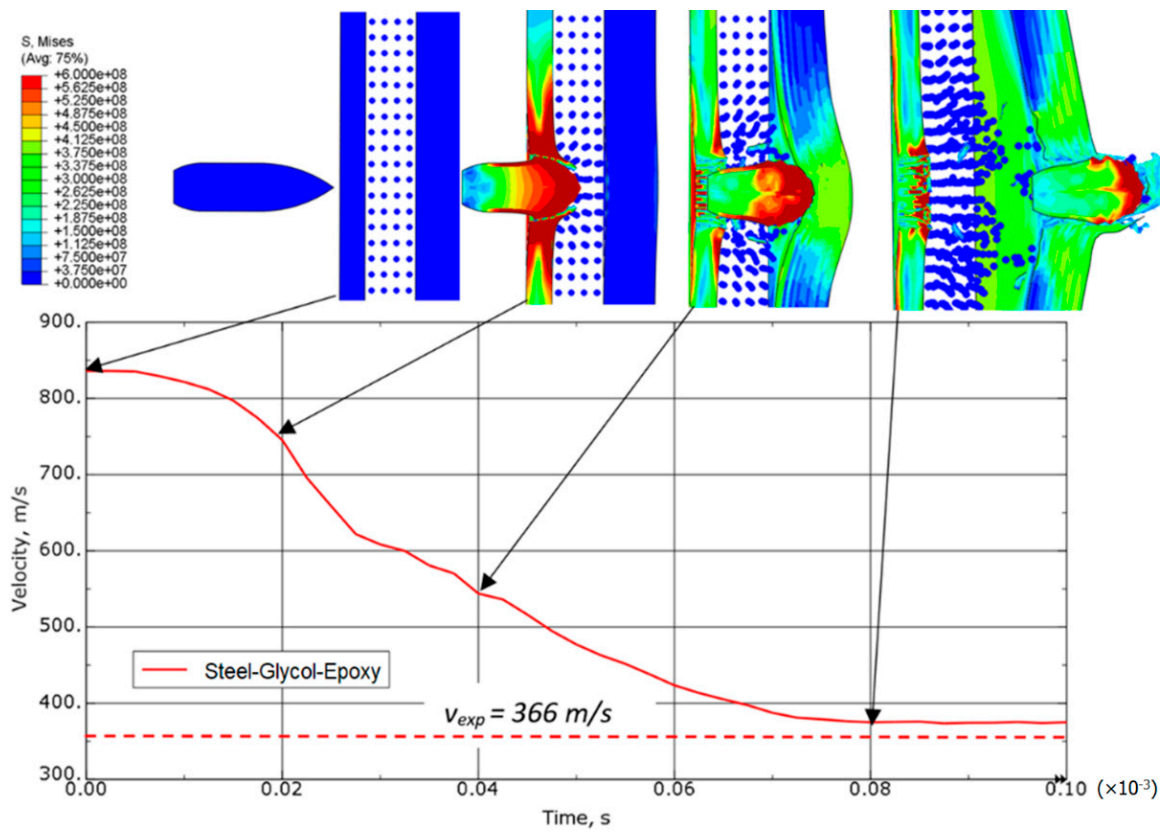 S, Mises
(Avg: 75%)
+6.000e+08
+5.625e+08
+5.250e+08
+4.875e+08
+4.500e+08
+4.125e+08
+3.750e+08
+3.375e+08
+3.000e+08
+2.625e+08
+2.250e+08
+1.875e+08
+1.500e+08
+1.125e+08
+7.500e+07
+3.750e+07
+0.000e+00
900.
800.
700.
600.
500.
400.
300.
Velocity, m/s
Steel-Glycol-Epoxy
vexp = 366 m/s
0.00 0.02 0.04 0.06 0.08 0.10 (×10-3)
Time, s